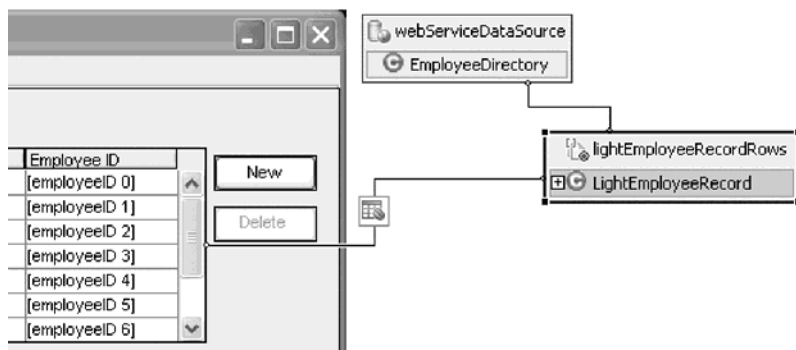 webServiceDataSource
EmployeeDirectory
lightEmployeeRecordRows
LightEmployeeRecord
Employee ID
[employeeID 0]
[employeeID 1]
[employeeID 2]
[employeeID 3]
[employeeID 4]
[employeeID 5]
[employeeID 6]
New
Delete